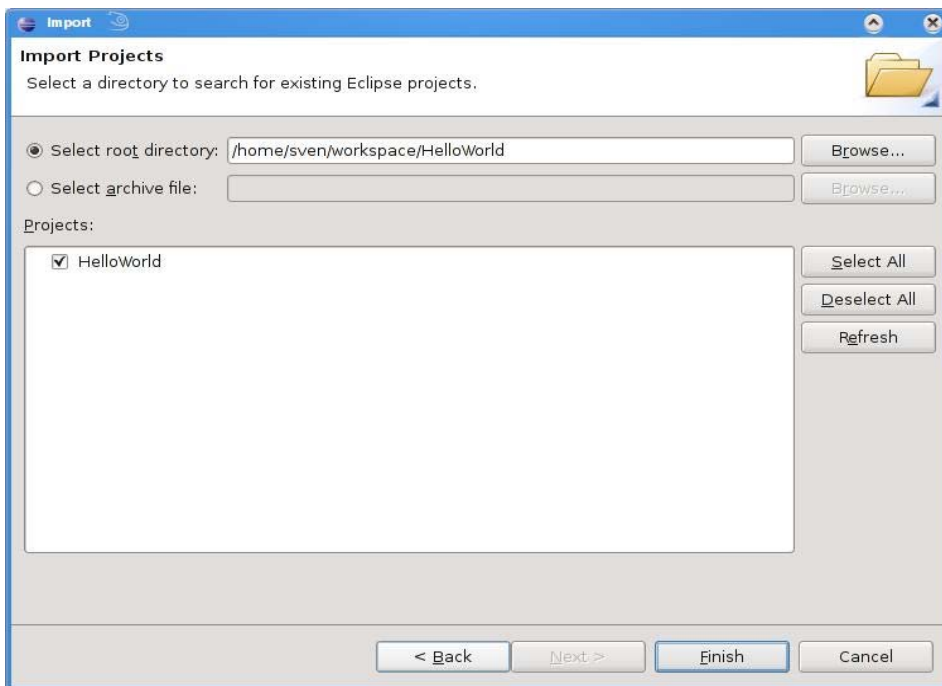 Import
Import Projects
Select a directory to search for existing Eclipse projects.
Select root directory: /home/sven/workspace/HelloWorld Browse...
Select archive file: Browse...
Projects:
HelloWorld
Select All
Deselect All
Refresh
< Back Next > Finish Cancel